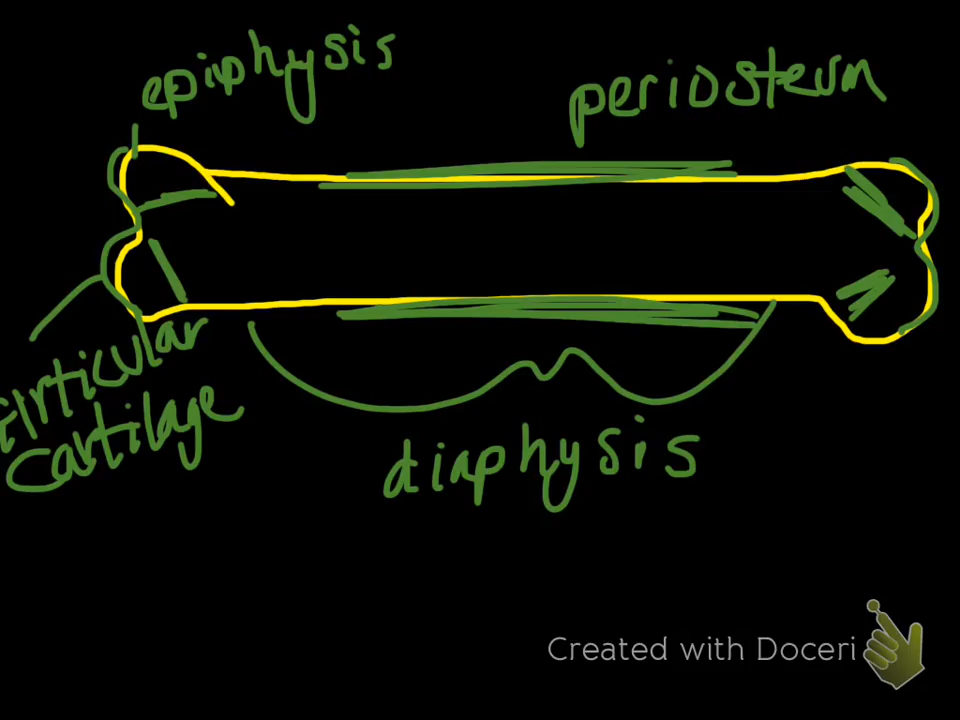 epiphysis
periosteum
articular
cartilage
diaphysis
Created with Doceri